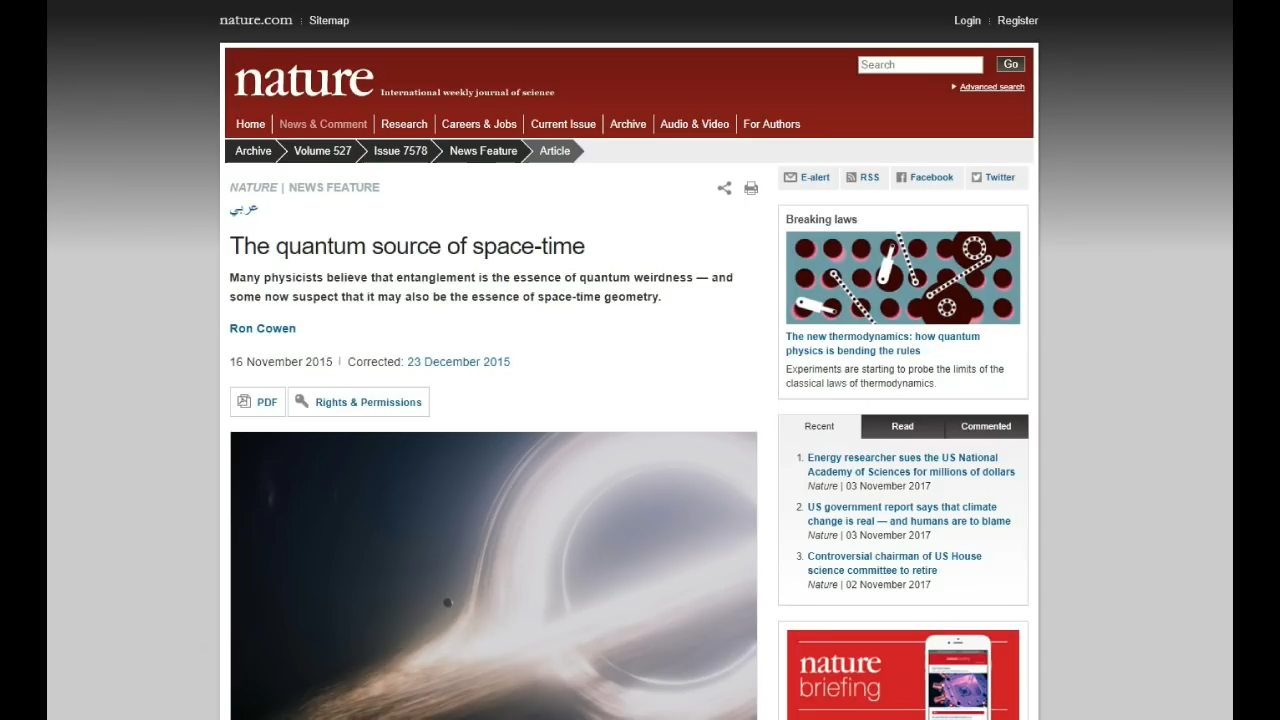 nature.com
Sitemap
Login
Register
nature
International weekly journal of science
Search
Go
Advanced search
Home
News & Comment
Research
Careers & Jobs
Current Issue
Archive
Audio & Video
For Authors
Archive
Volume 527
Issue 7578
News Feature
Article
NATURE | NEWS FEATURE
عربي
The quantum source of space-time
Many physicists believe that entanglement is the essence of quantum weirdness — and
some now suspect that it may also be the essence of space-time geometry.
Ron Cowen
16 November 2015 | Corrected: 23 December 2015
PDF
Rights & Permissions
E-alert
RSS
Facebook
Twitter
Breaking laws
The new thermodynamics: how quantum
physics is bending the rules
Experiments are starting to probe the limits of the
classical laws of thermodynamics.
Recent
Read
Commented
1. Energy researcher sues the US National
Academy of Sciences for millions of dollars
Nature | 03 November 2017
2. US government report says that climate
change is real — and humans are to blame
Nature | 03 November 2017
3. Controversial chairman of US House
science committee to retire
Nature | 02 November 2017
nature
briefing